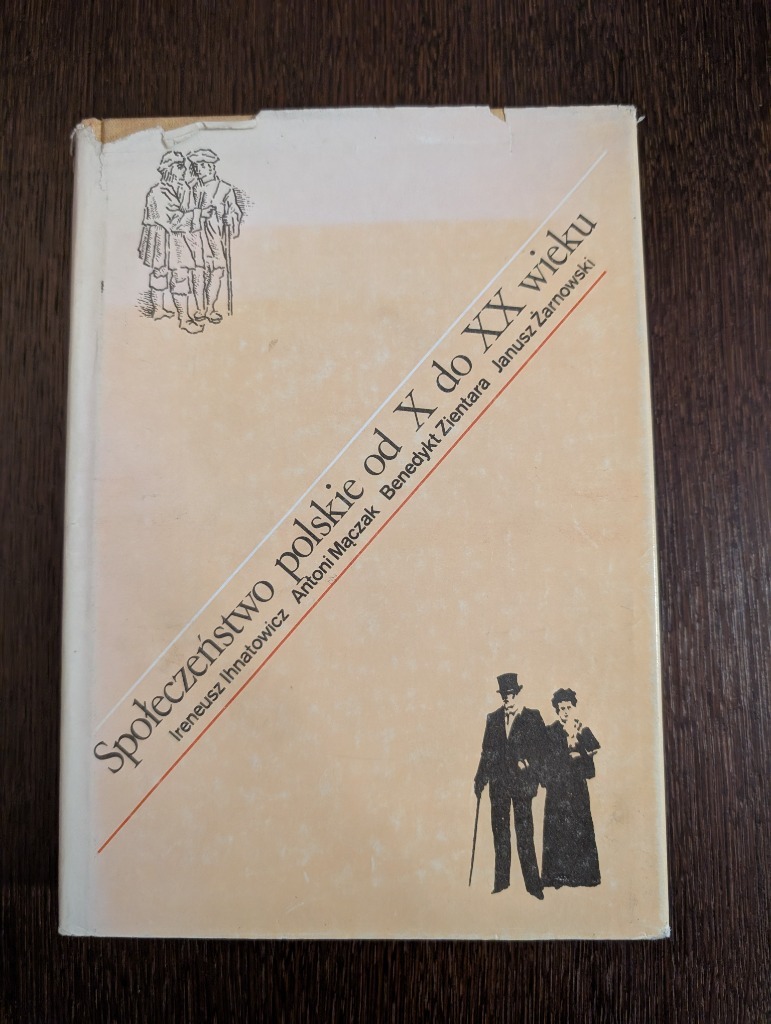 Społeczeństwo polskie od X do XX wieku
Ireneusz Ihnatowicz Antoni Mączak Benedykt Zientara Janusz Żarnowski